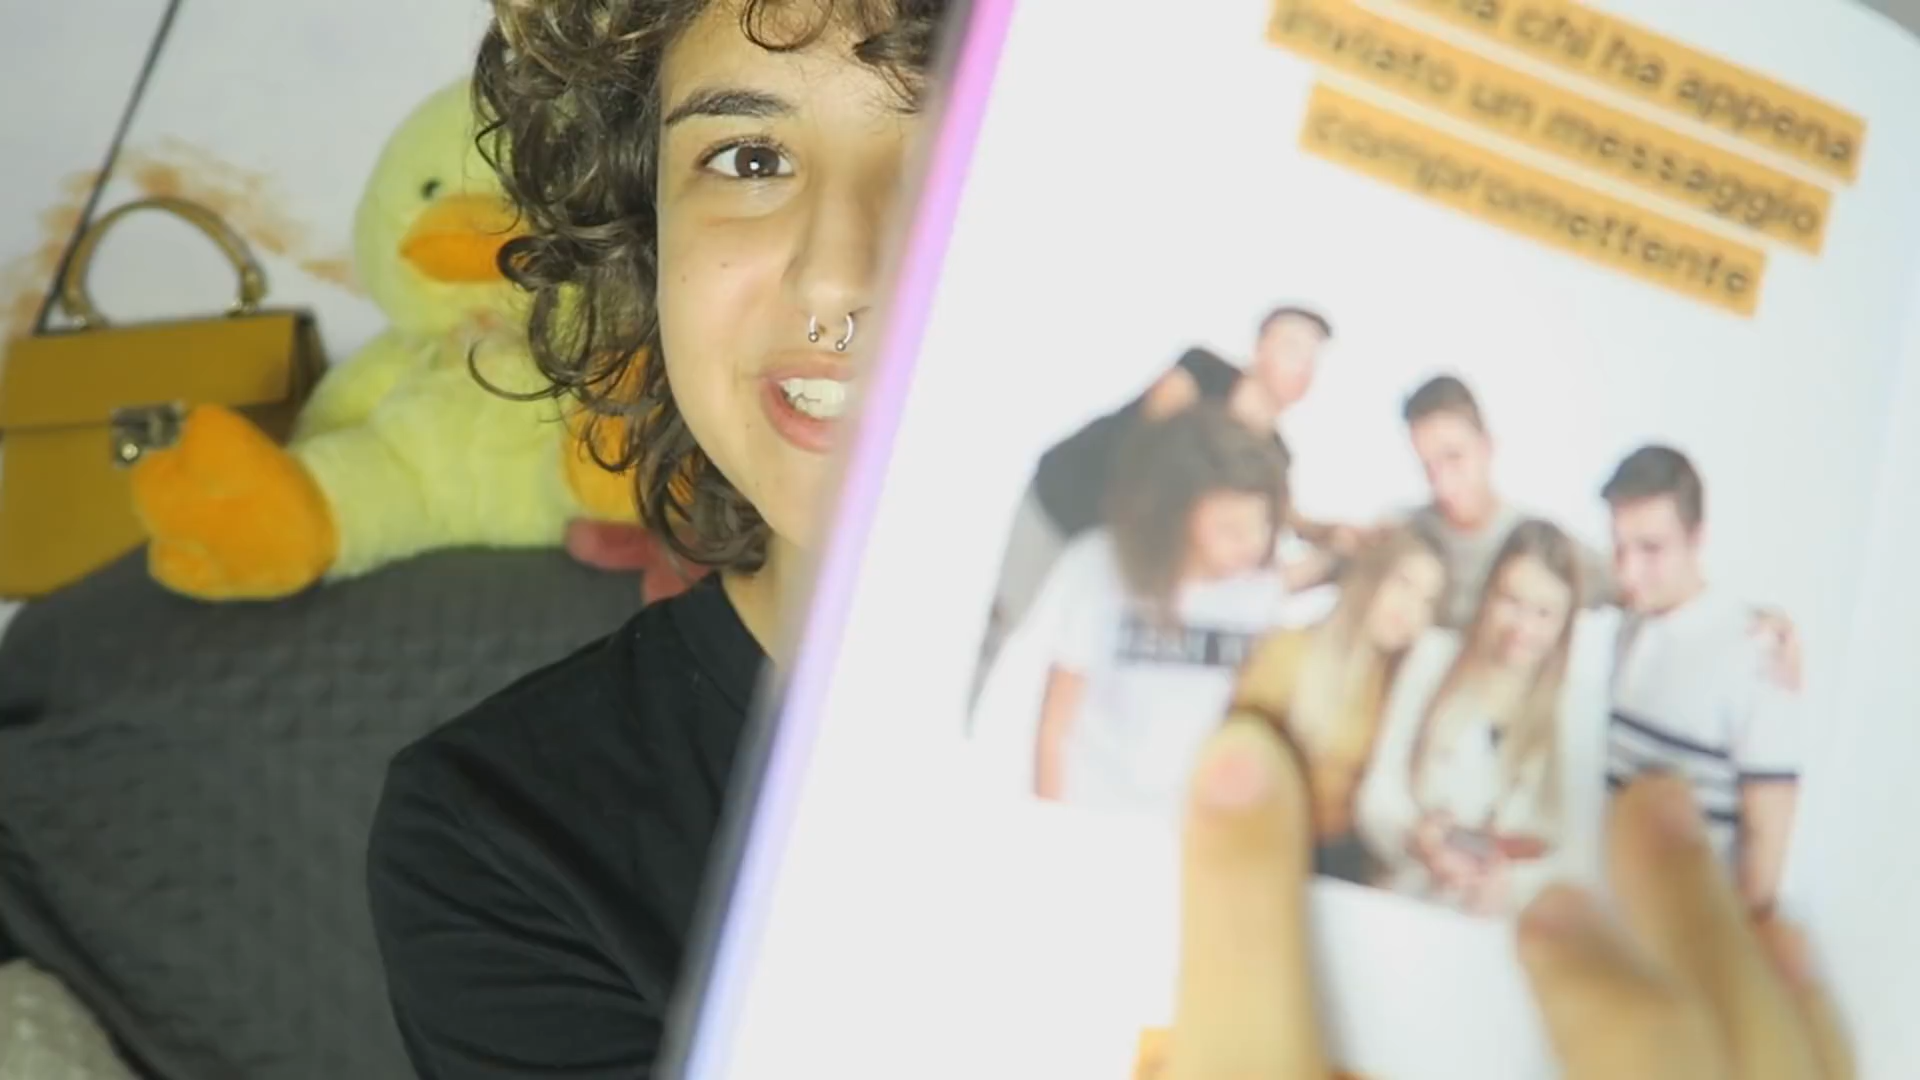 chi ha appena
inviato un messaggio
compromettente